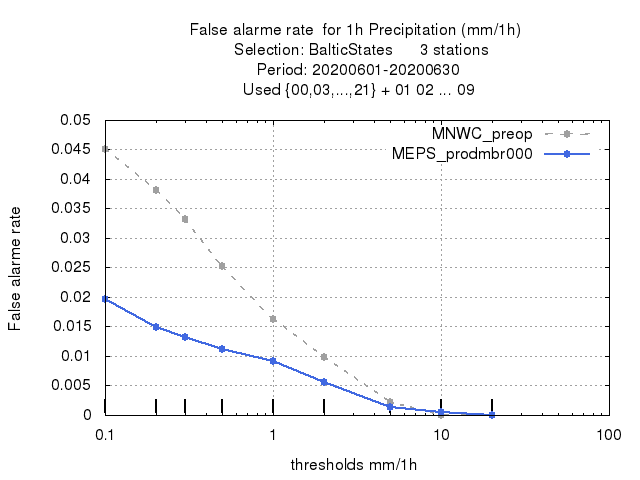 False alarme rate  for 1h Precipitation (mm/1h)
Selection: BalticStates      3 stations
Period: 20200601-20200630
Used {00,03,...,21} + 01 02 ... 09
MNWC_preop
MEPS_prodmbr000
0.05
0.045
0.04
0.035
0.03
0.025
0.02
0.015
0.01
0.005
0
False alarme rate
0.1 1 10 100
thresholds mm/1h